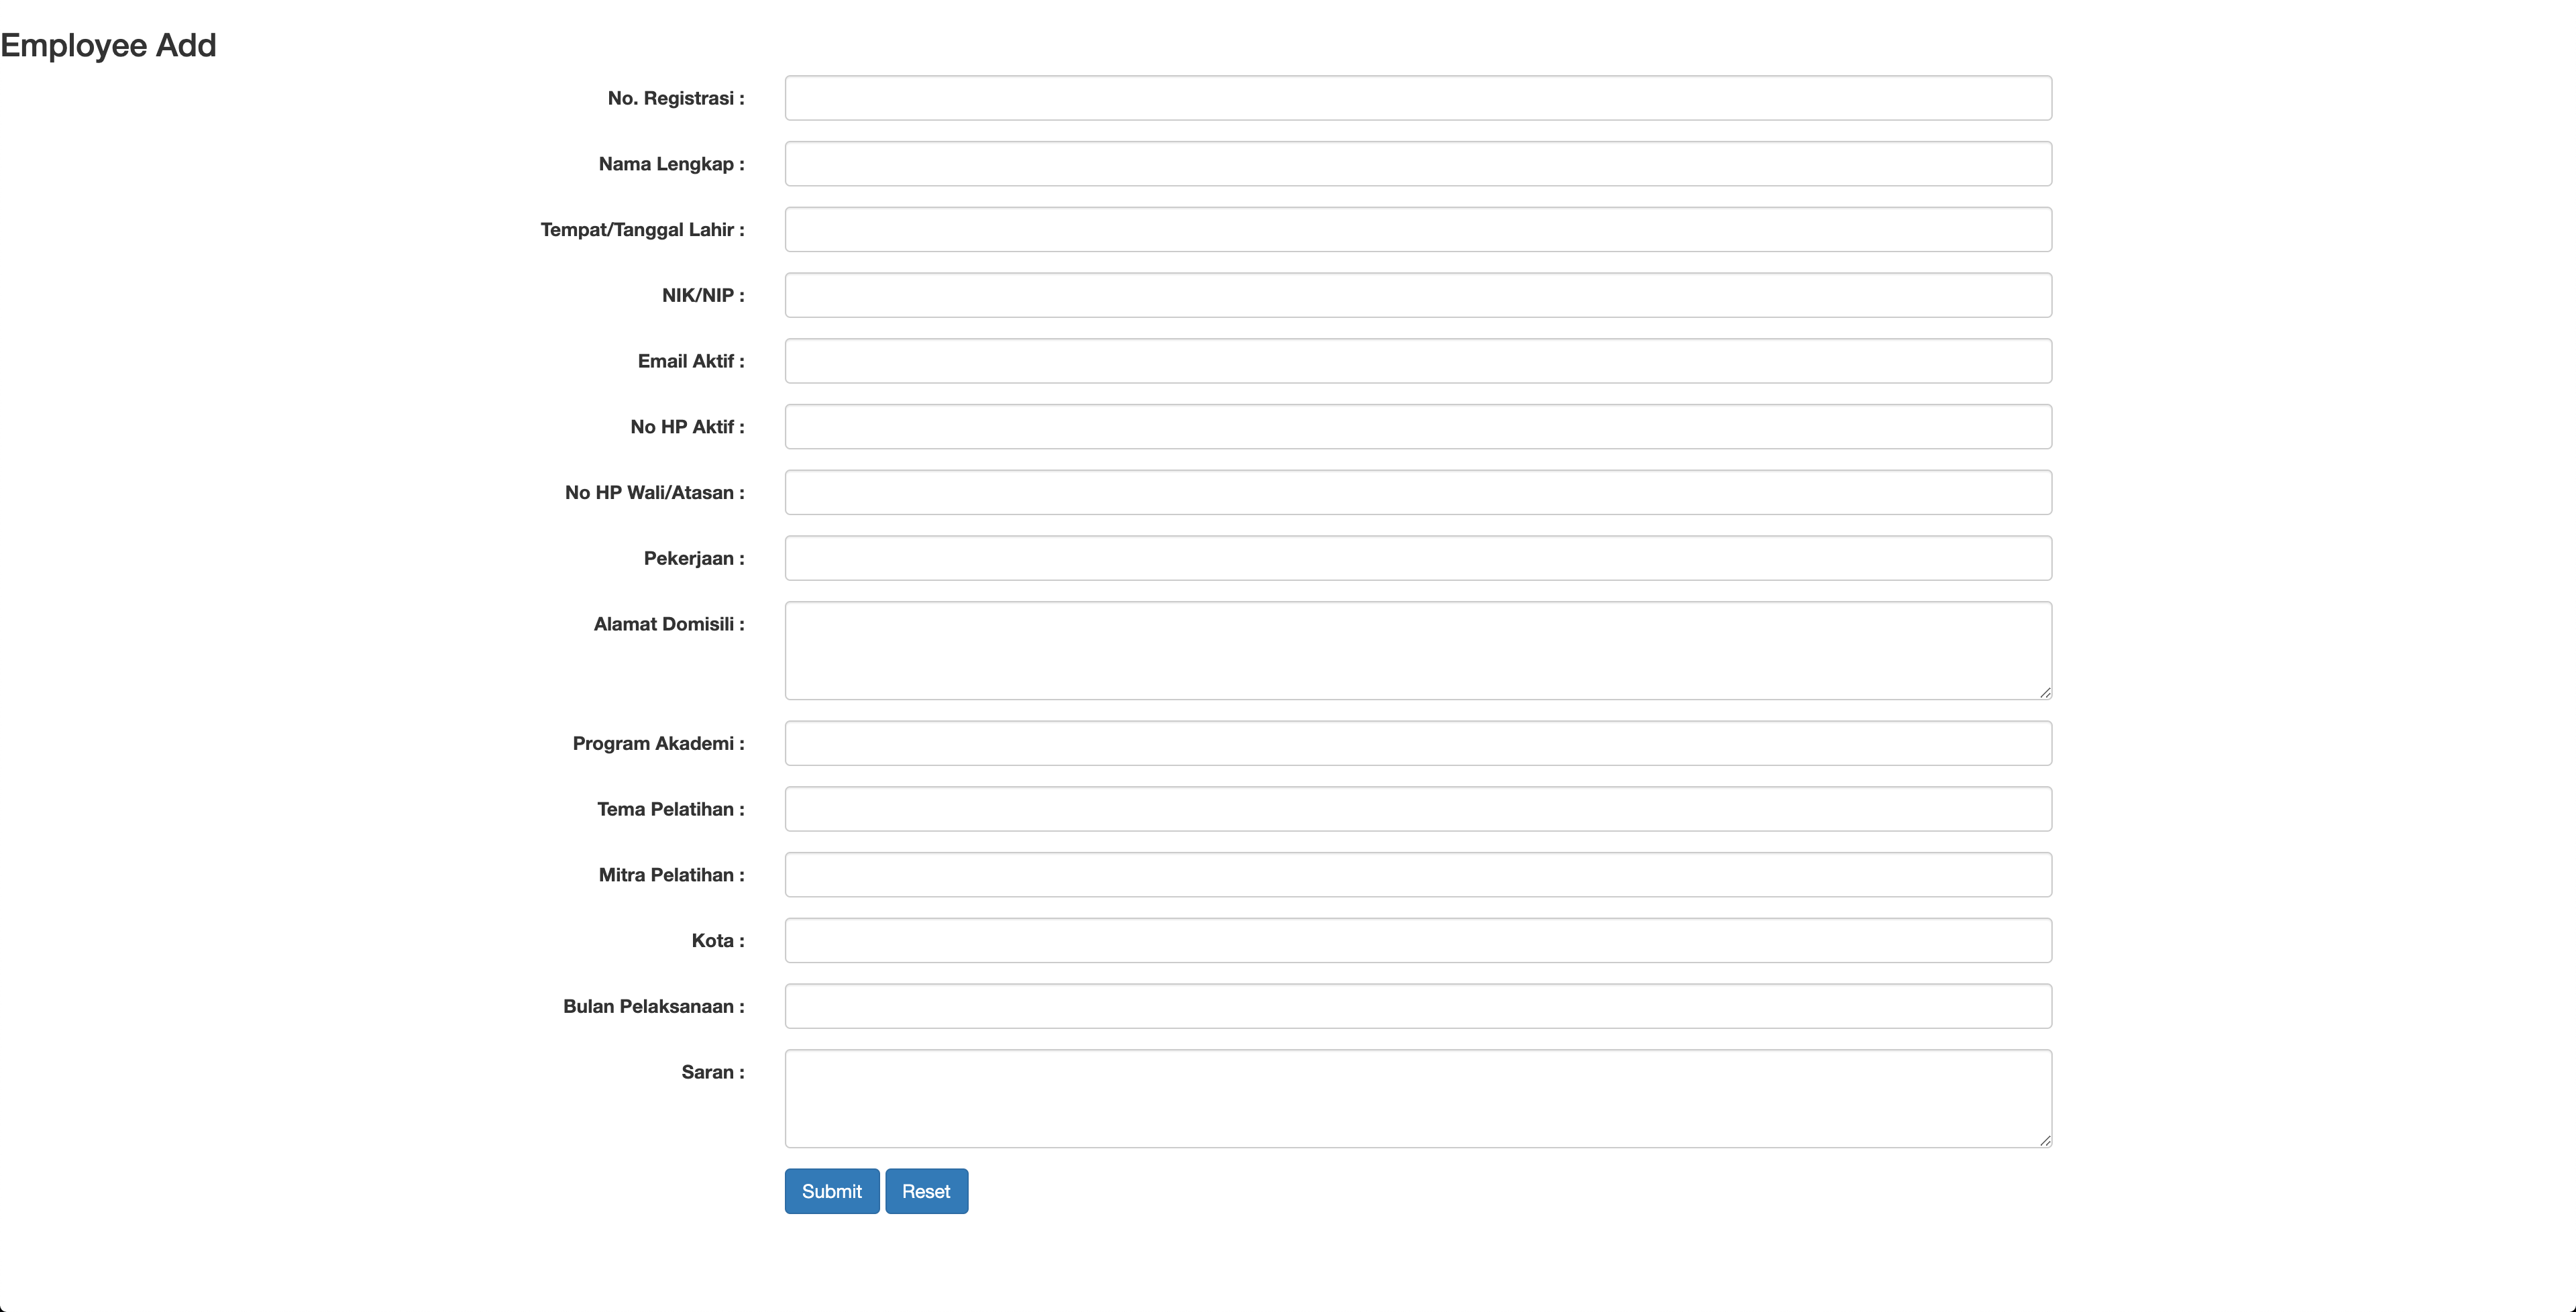 Employee Add
No. Registrasi :
Nama Lengkap :
Tempat/Tanggal Lahir :
NIK/NIP :
Email Aktif :
No HP Aktif :
No HP Wali/Atasan :
Pekerjaan :
Alamat Domisili :
Program Akademi :
Tema Pelatihan :
Mitra Pelatihan :
Kota :
Bulan Pelaksanaan :
Saran :
Submit Reset